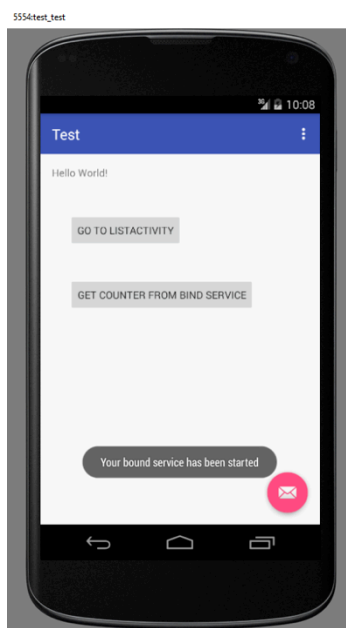 5554:test_test
3G 10:08
Test
Hello World!
GO TO LISTACTIVITY
GET COUNTER FROM BIND SERVICE
Your bound service has been started